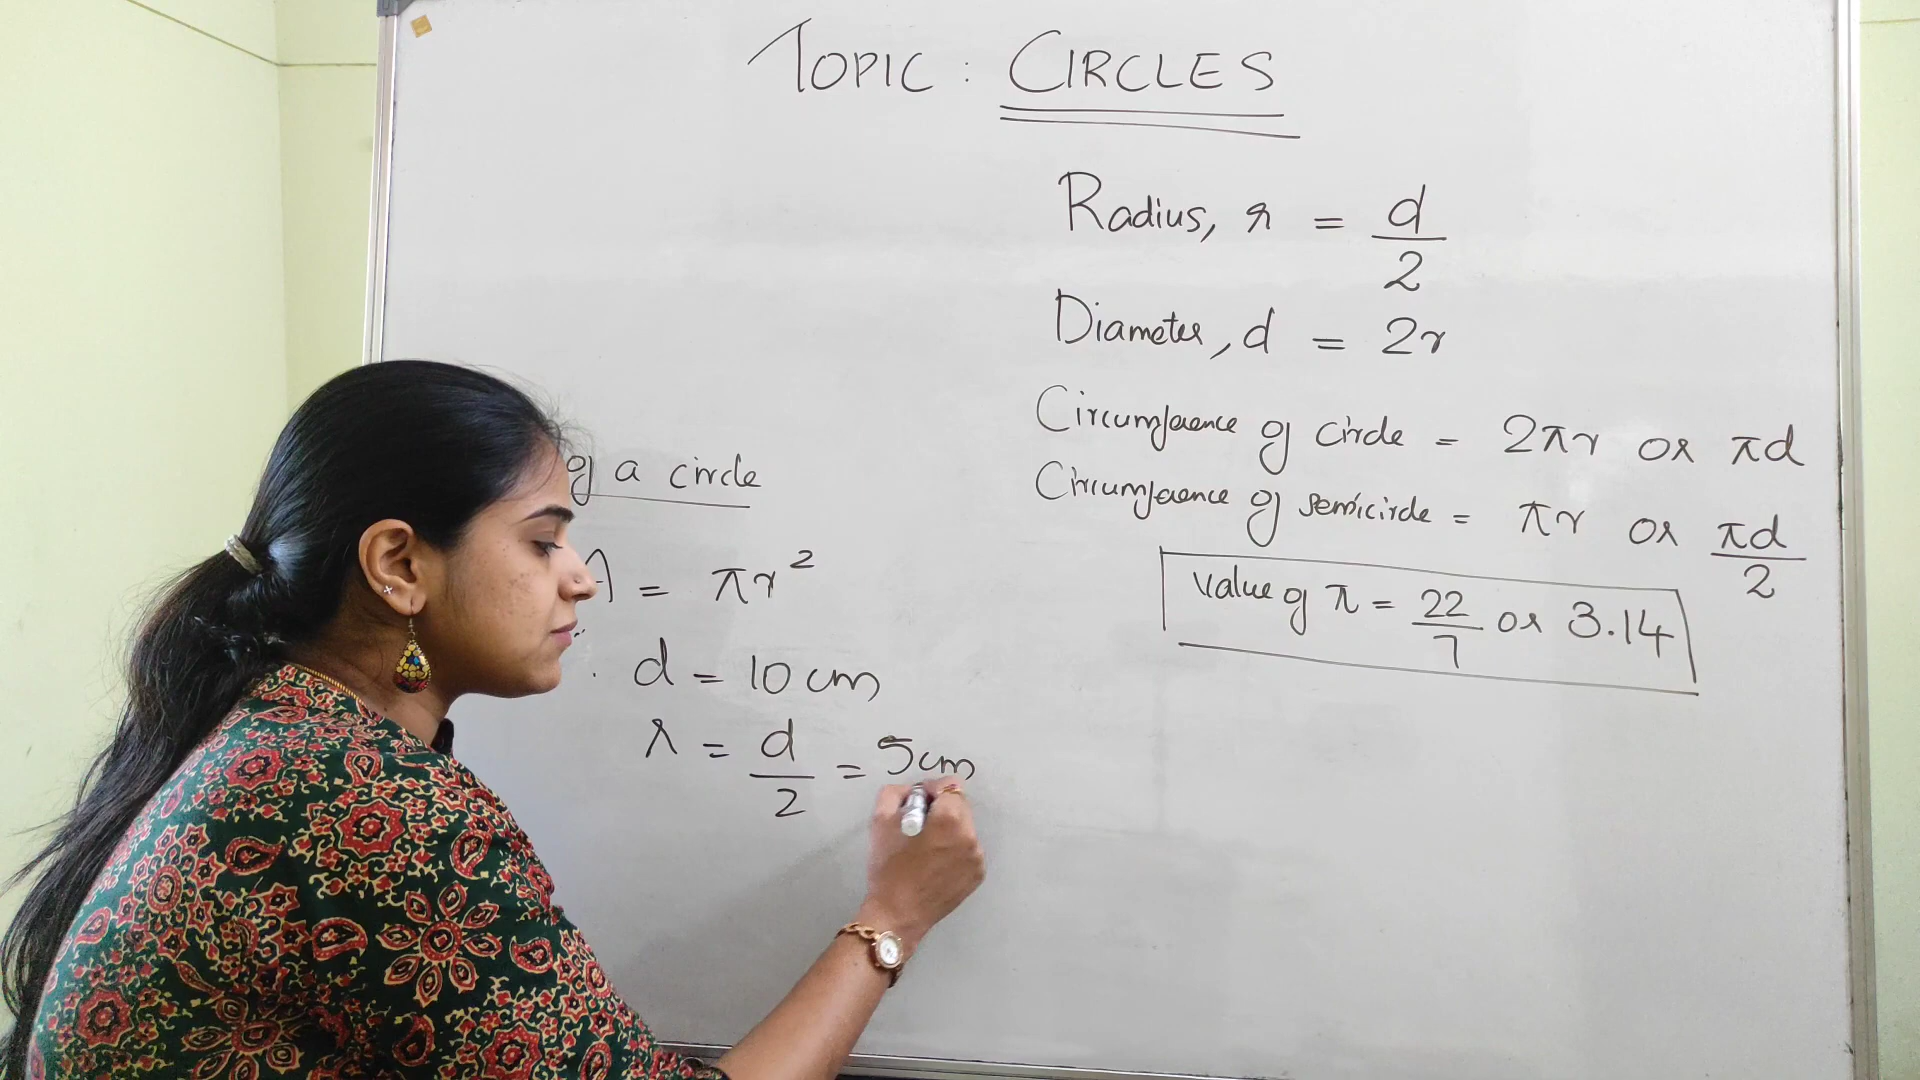 TOPIC : CIRCLES
Radius, r = d/2
Diameter, d = 2r
Circumference of circle = 2πr or πd
Circumference of semicircle = πr or πd/2
value of π = 22/7 or 3.14
of a circle
A = πr²
d = 10 cm
r = d/2 = 5cm